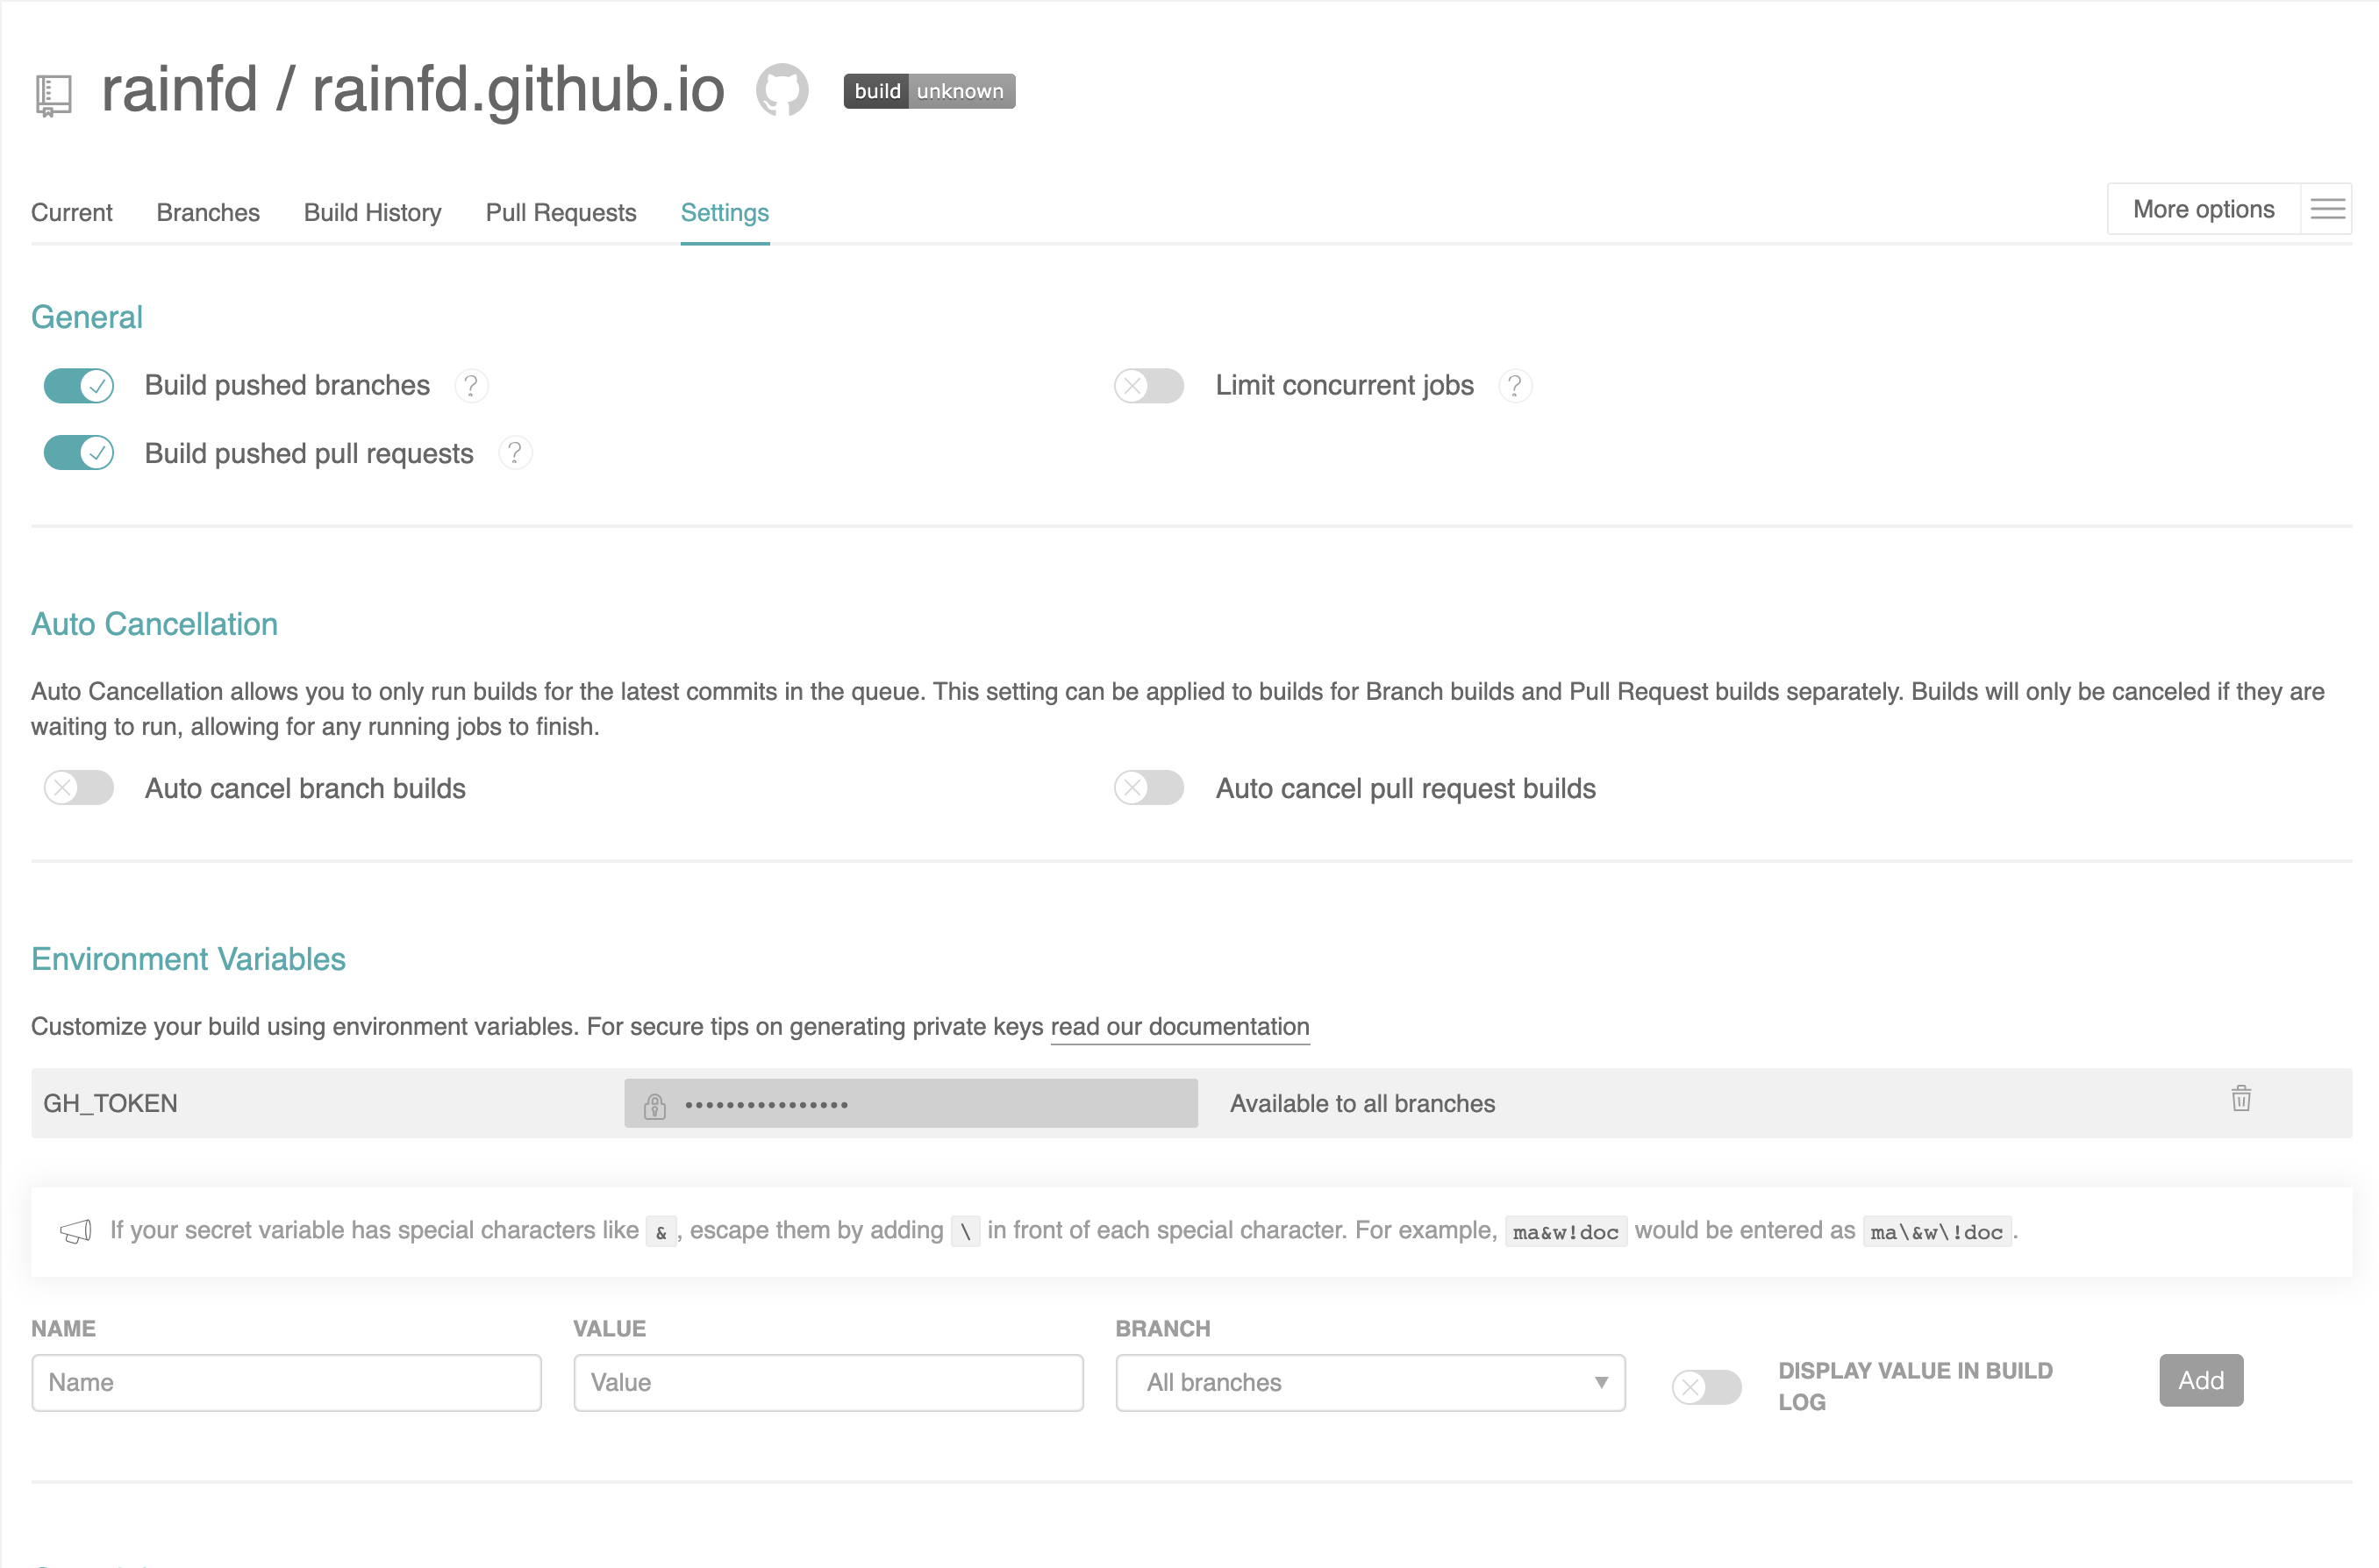 rainfd / rainfd.github.io build unknown
Current Branches Build History Pull Requests Settings More options
General
Build pushed branches ? Limit concurrent jobs ?
Build pushed pull requests ?
Auto Cancellation
Auto Cancellation allows you to only run builds for the latest commits in the queue. This setting can be applied to builds for Branch builds and Pull Request builds separately. Builds will only be canceled if they are
waiting to run, allowing for any running jobs to finish.
Auto cancel branch builds Auto cancel pull request builds
Environment Variables
Customize your build using environment variables. For secure tips on generating private keys read our documentation
GH_TOKEN •••••••••••••••• Available to all branches
If your secret variable has special characters like &, escape them by adding \ in front of each special character. For example, ma&w!doc would be entered as ma\&w\!doc.
NAME VALUE BRANCH
Name Value All branches DISPLAY VALUE IN BUILD LOG Add